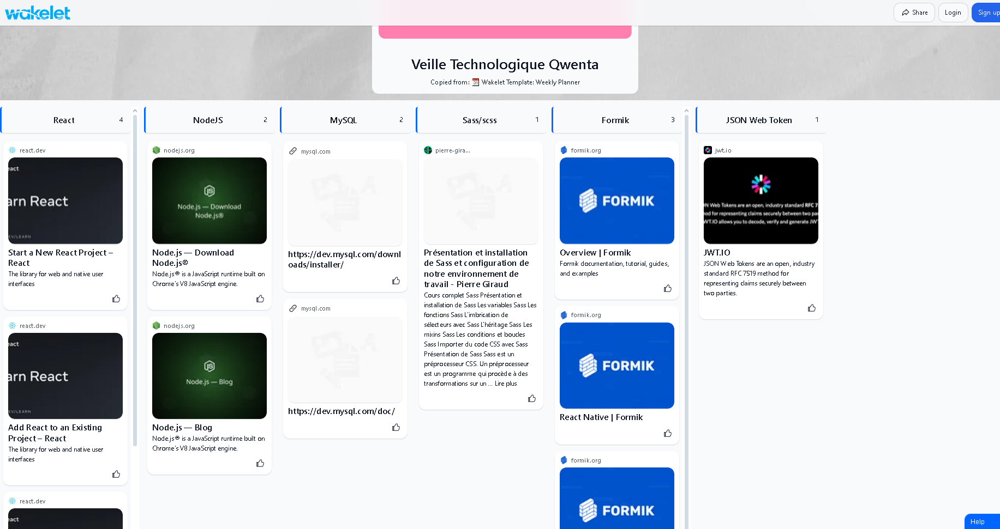 wakelet
Share
Login
Sign up
Veille Technologique Qwenta
Copied from: 31 Wakelet Template: Weekly Planner
React 4
react.dev
eact
arn React
DEV/LEARN
Start a New React Project –
React
The library for web and native user
interfaces
react.dev
eact
arn React
DEV/LEARN
Add React to an Existing
Project – React
The library for web and native user
interfaces
react.dev
eact
NodeJS 2
nodejs.org
JS
Node.js — Download
Node.js®
Node.js — Download
Node.js®
Node.js® is a JavaScript runtime built on
Chrome's V8 JavaScript engine.
nodejs.org
JS
Node.js — Blog
Node.js — Blog
Node.js® is a JavaScript runtime built on
Chrome's V8 JavaScript engine.
MySQL 2
mysql.com
https://dev.mysql.com/downl
oads/installer/
mysql.com
https://dev.mysql.com/doc/
Sass/scss 1
pierre-gira...
Présentation et installation
de Sass et configuration de
notre environnement de
travail - Pierre Giraud
Cours complet Sass Présentation et
installation de Sass Les variables Sass Les
fonctions Sass L'imbrication de
sélecteurs avec Sass L'héritage Sass Les
mixins Sass Les conditions et boucles
Sass Importer du code CSS avec Sass
Présentation de Sass Sass est un
préprocesseur CSS. Un préprocesseur
est un programme qui procède à des
transformations sur un ... Lire plus
Formik 3
formik.org
FORMIK
Overview | Formik
Formik documentation, tutorial, guides,
and examples
formik.org
FORMIK
React Native | Formik
formik.org
FORMIK
JSON Web Token 1
jwt.io
ON Web Tokens are an open, industry standard RFC 7
od for representing claims securely between two pa
WT.IO allows you to decode, verify and generate JW
JWT.IO
JSON Web Tokens are an open, industry
standard RFC 7519 method for
representing claims securely between
two parties.
Help